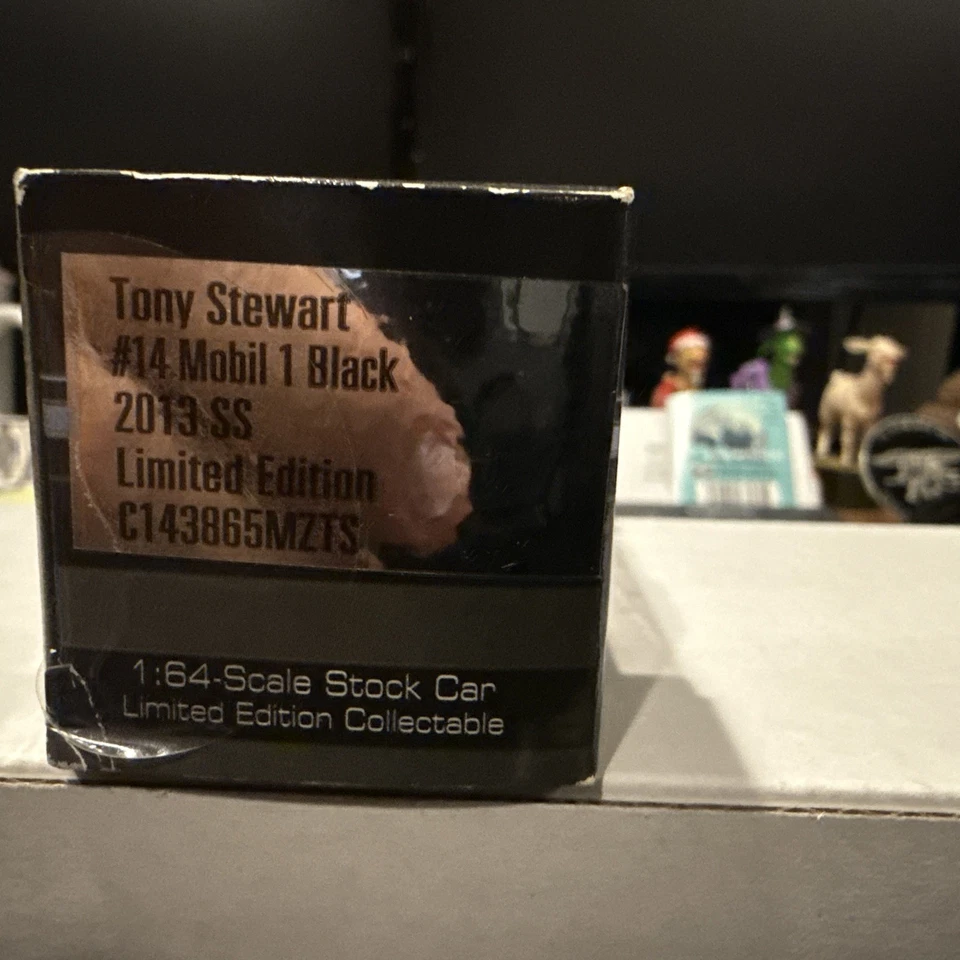 Tony Stewart
#14 Mobil 1 Black
2013 SS
Limited Edition
C143865MZTS
1:64-Scale Stock Car
Limited Edition Collectable